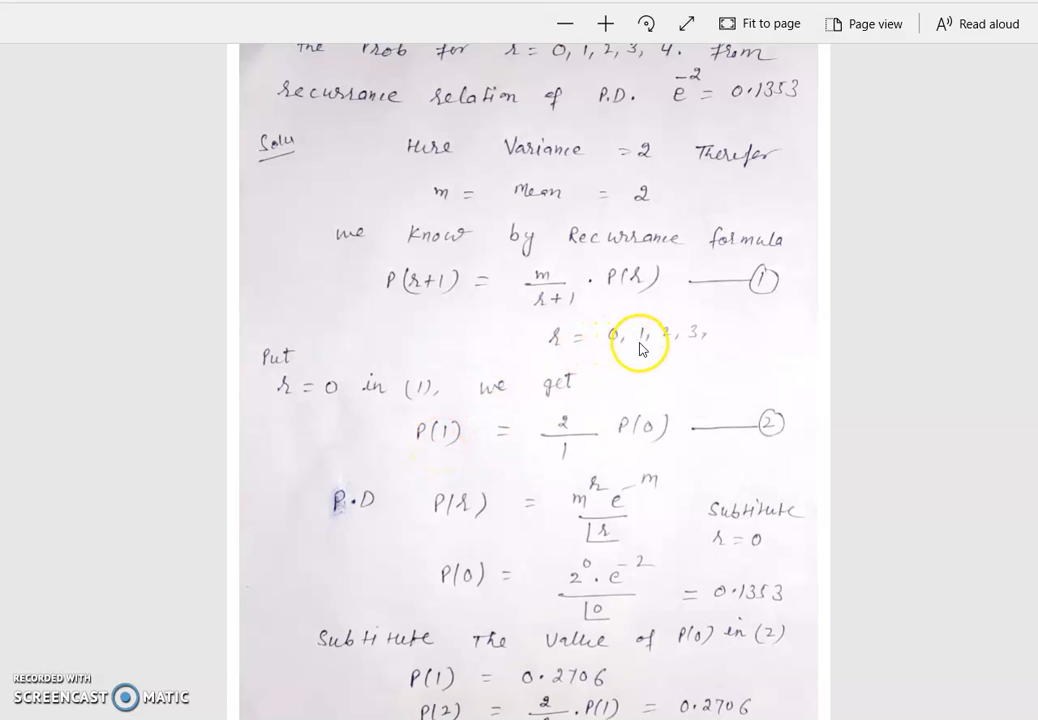 Fit to page
Page view
Read aloud
The Prob for r = 0, 1, 2, 3, 4. From
recurrance relation of P.D. e^-2 = 0.1353
Solu
Here Variance = 2 Therefor
m = Mean = 2
we know by Recurrance formula
P(r+1) = m/r+1 . P(r) —— (1)
r = 0, 1, 2, 3,
Put
r = 0 in (1), we get
P(1) = 2/1 P(0) —— (2)
P.D P(r) = m^r e^-m / ⌊r Substitute
r = 0
P(0) = 2^0 . e^-2 / ⌊0 = 0.1353
Substitute The Value of P(0) in (2)
P(1) = 0.2706
P(2) = 2/ . P(1) = 0.2706
RECORDED WITH
SCREENCAST MATIC